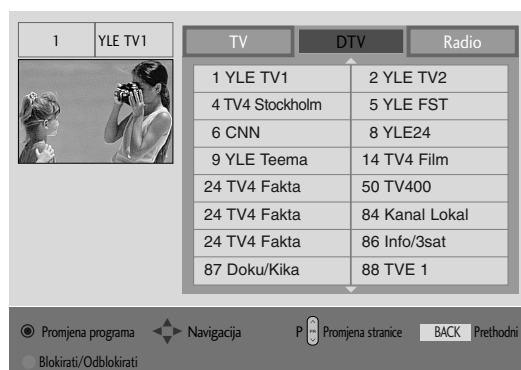 1 YLE TV1
TV DTV Radio
1 YLE TV1 2 YLE TV2
4 TV4 Stockholm 5 YLE FST
6 CNN 8 YLE24
9 YLE Teema 14 TV4 Film
24 TV4 Fakta 50 TV400
24 TV4 Fakta 84 Kanal Lokal
24 TV4 Fakta 86 Info/3sat
87 Doku/Kika 88 TVE 1
Promjena programa Navigacija P PR Promjena stranice BACK Prethodni
Blokirati/Odblokirati